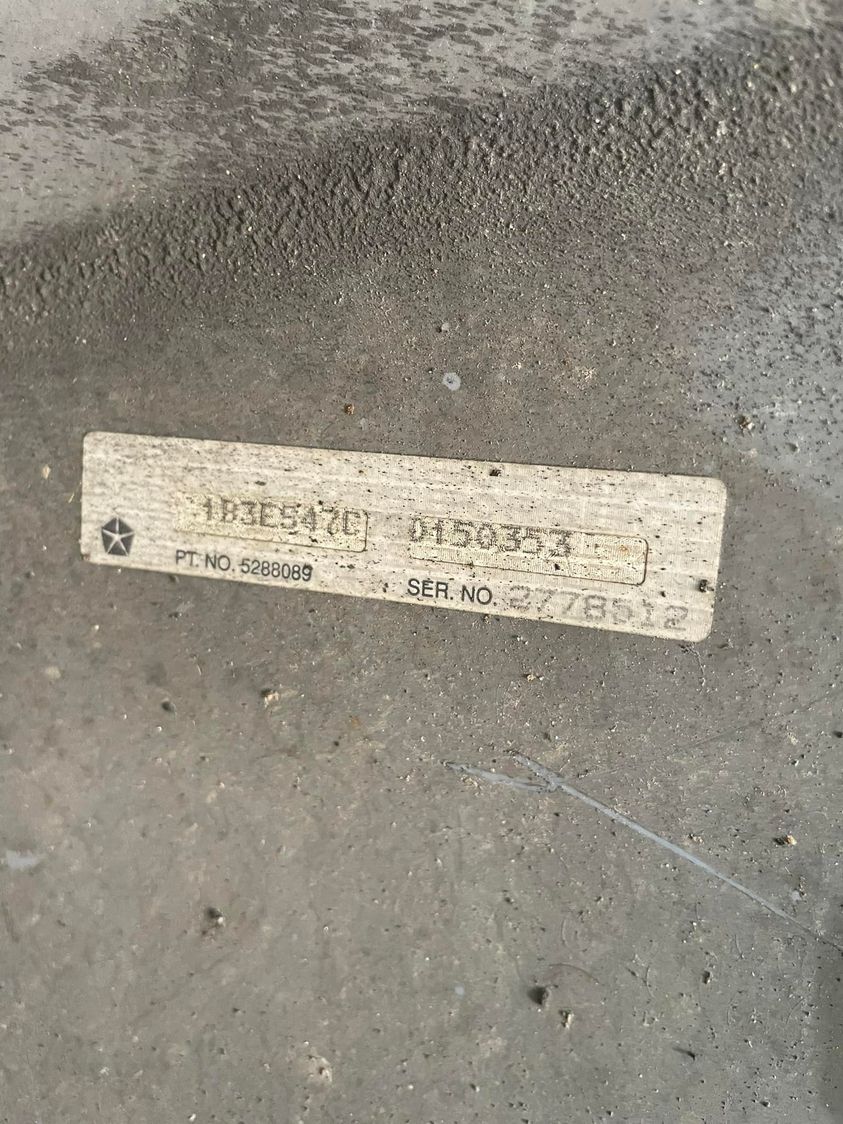 1B3E547C 0150353
PT. NO. 5288089
SER. NO. 2778512